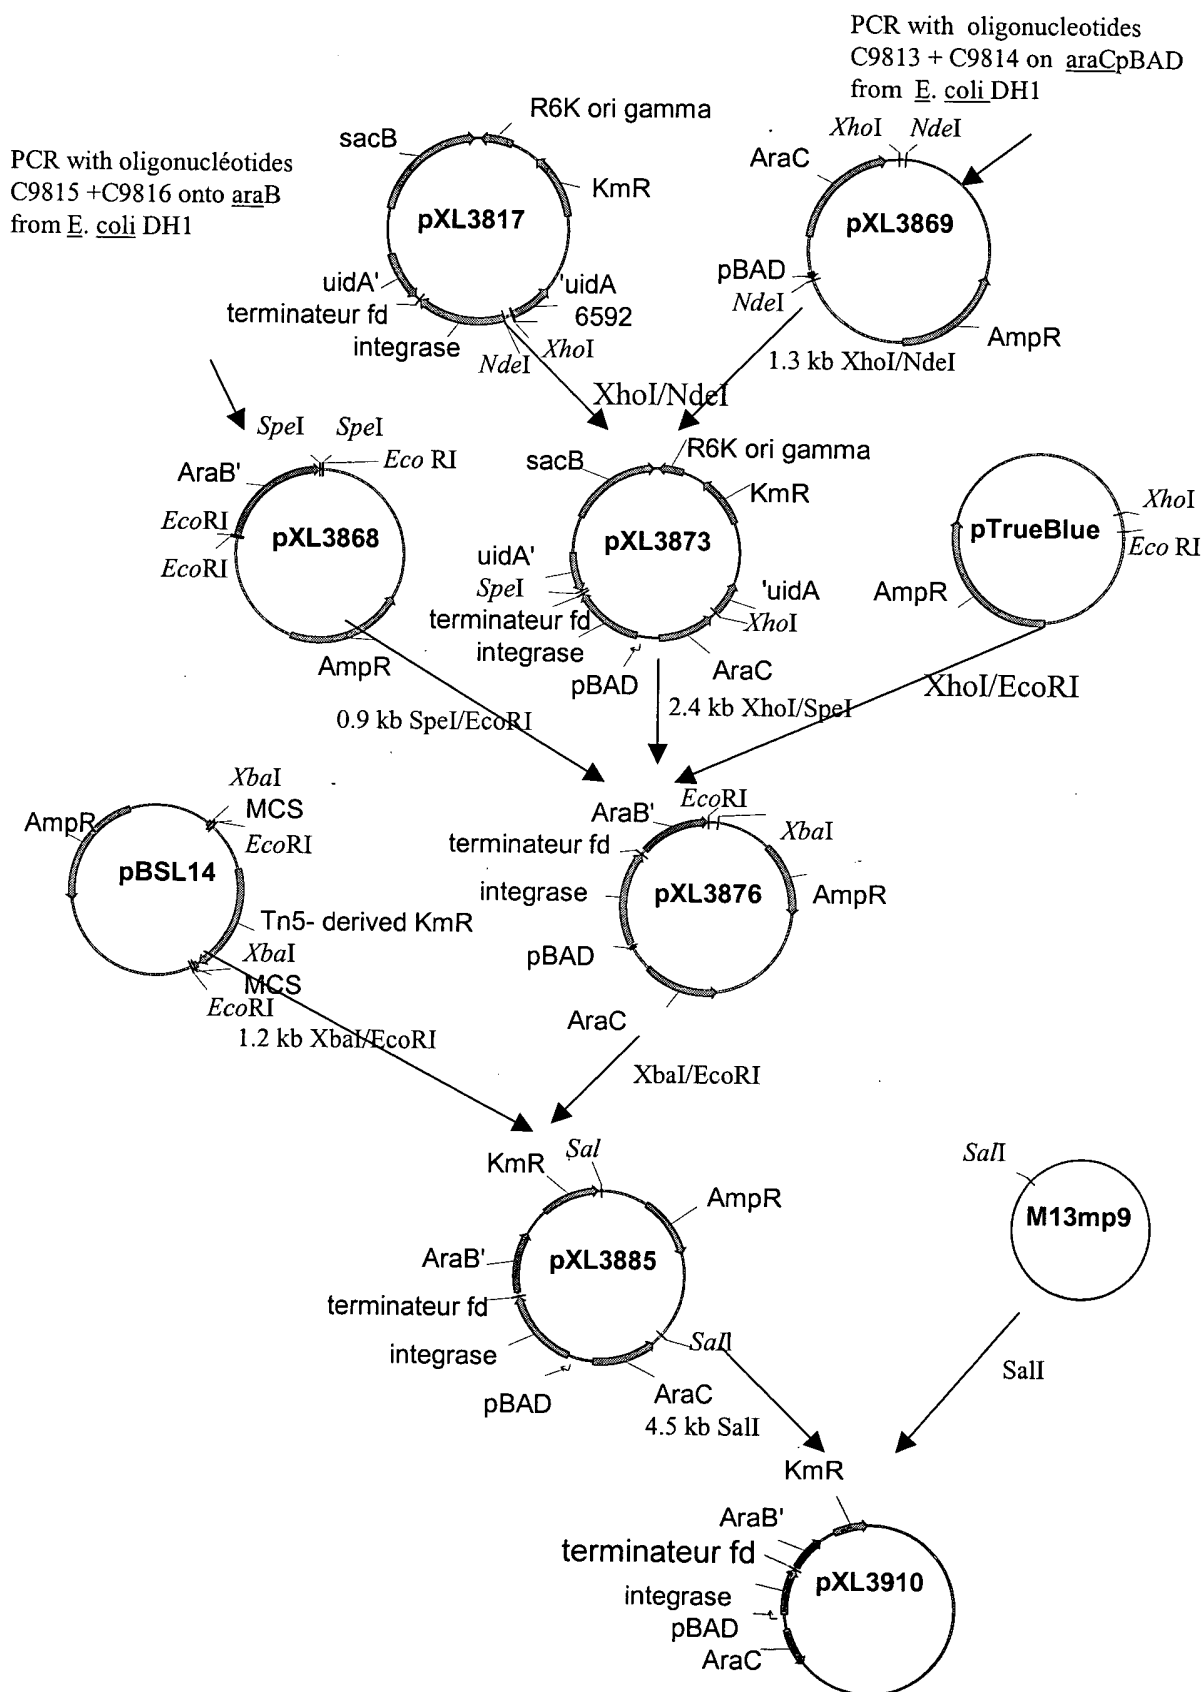 PCR with oligonucleotides
C9813 + C9814 on araCpBAD
from E. coli DH1
PCR with oligonucléotides
C9815 +C9816 onto araB
from E. coli DH1
sacB
R6K ori gamma
KmR
pXL3817
uidA'
terminateur fd
integrase
'uidA
6592
NdeI
XhoI
XhoI
NdeI
AraC
pXL3869
pBAD
NdeI
AmpR
1.3 kb XhoI/NdeI
XhoI/NdeI
SpeI
SpeI
Eco RI
AraB'
EcoRI
EcoRI
pXL3868
AmpR
sacB
R6K ori gamma
KmR
pXL3873
uidA'
SpeI
terminateur fd
integrase
'uidA
XhoI
pBAD
AraC
pTrueBlue
XhoI
Eco RI
AmpR
0.9 kb SpeI/EcoRI
2.4 kb XhoI/SpeI
XhoI/EcoRI
XbaI
MCS
EcoRI
AmpR
pBSL14
Tn5- derived KmR
XbaI
MCS
EcoRI
1.2 kb XbaI/EcoRI
AraB'
EcoRI
XbaI
terminateur fd
integrase
pXL3876
AmpR
pBAD
AraC
XbaI/EcoRI
KmR
Sal
AmpR
AraB'
pXL3885
terminateur fd
integrase
SalI
pBAD
AraC
4.5 kb SalI
SalI
M13mp9
SalI
KmR
AraB'
terminateur fd
integrase
pXL3910
pBAD
AraC